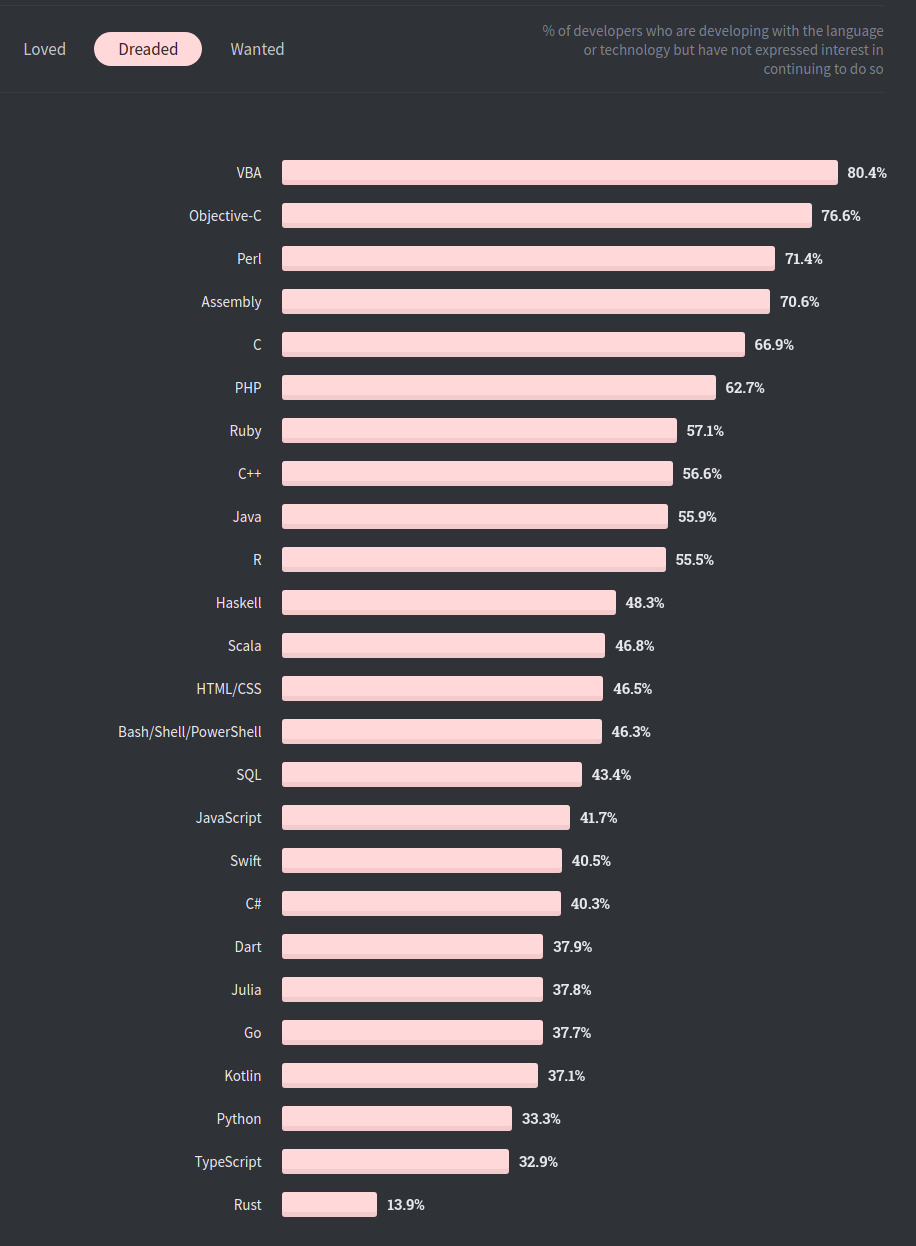 Loved Dreaded Wanted
% of developers who are developing with the language
or technology but have not expressed interest in
continuing to do so
VBA 80.4%
Objective-C 76.6%
Perl 71.4%
Assembly 70.6%
C 66.9%
PHP 62.7%
Ruby 57.1%
C++ 56.6%
Java 55.9%
R 55.5%
Haskell 48.3%
Scala 46.8%
HTML/CSS 46.5%
Bash/Shell/PowerShell 46.3%
SQL 43.4%
JavaScript 41.7%
Swift 40.5%
C# 40.3%
Dart 37.9%
Julia 37.8%
Go 37.7%
Kotlin 37.1%
Python 33.3%
TypeScript 32.9%
Rust 13.9%